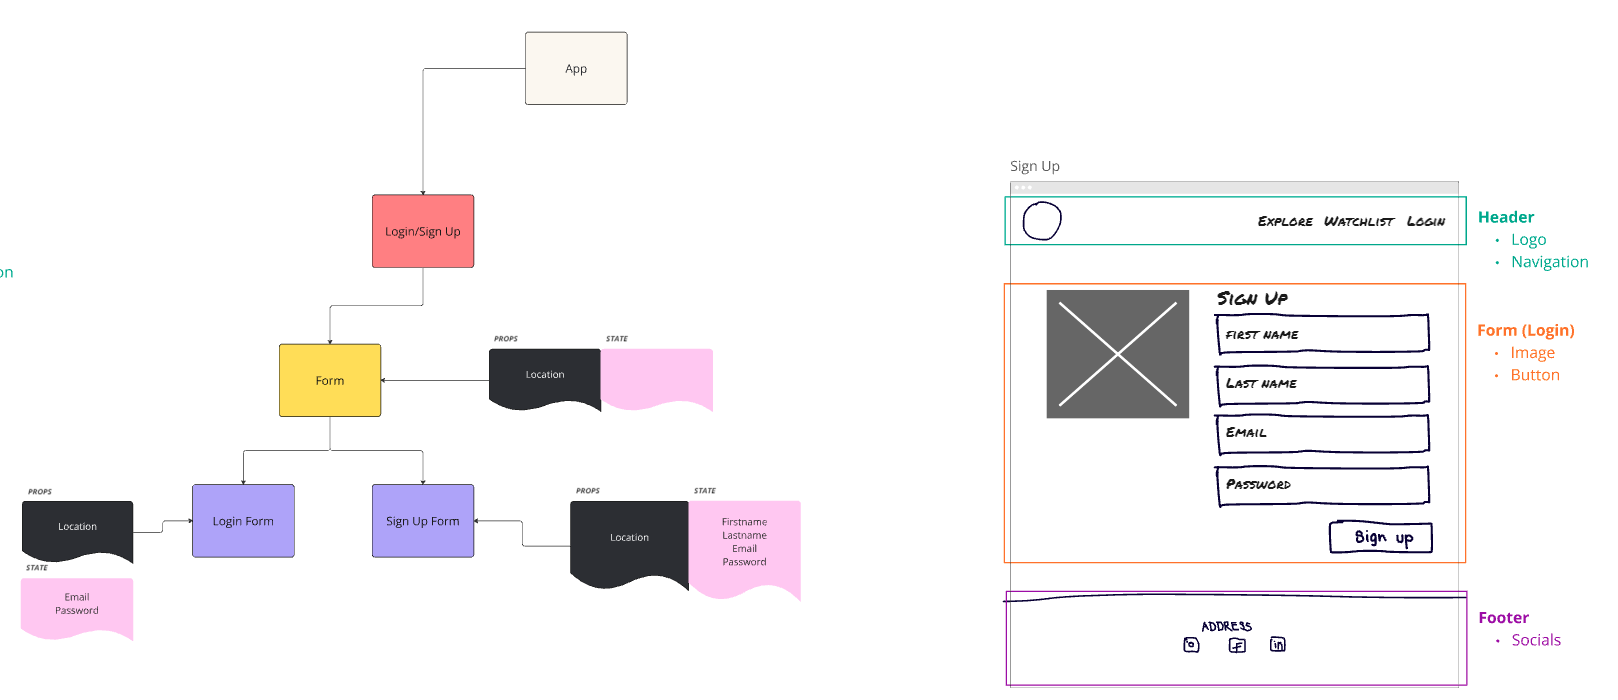 App
Login/Sign Up
on
Form
PROPS
STATE
Location
PROPS
Location
STATE
Email
Password
Login Form
Sign Up Form
PROPS
STATE
Location
Firstname
Lastname
Email
Password
Sign Up
EXPLORE WATCHLIST LOGIN
SIGN UP
FIRST NAME
LAST NAME
EMAIL
PASSWORD
Sign up
ADDRESS
f
in
Header
• Logo
• Navigation
Form (Login)
• Image
• Button
Footer
• Socials